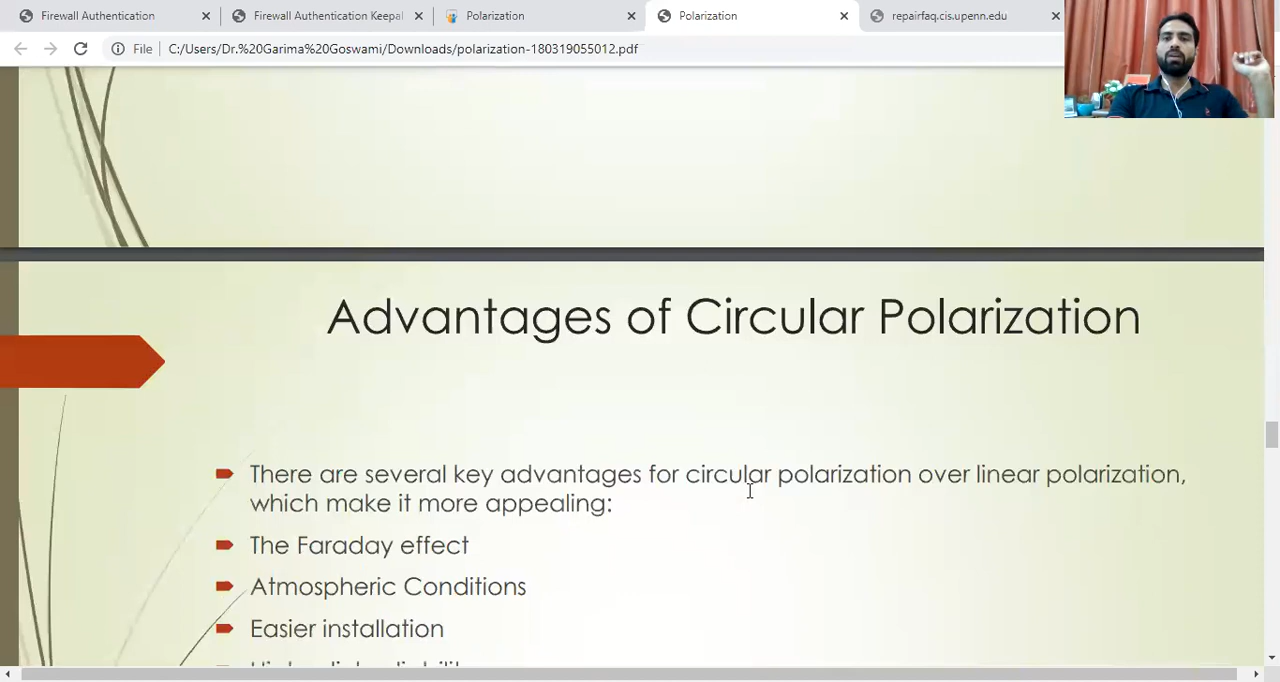 Firewall Authentication
Firewall Authentication Keepal
Polarization
Polarization
repairfaq.cis.upenn.edu
File
C:/Users/Dr.%20Garima%20Goswami/Downloads/polarization-180319055012.pdf
Advantages of Circular Polarization
There are several key advantages for circular polarization over linear polarization,
which make it more appealing:
The Faraday effect
Atmospheric Conditions
Easier installation